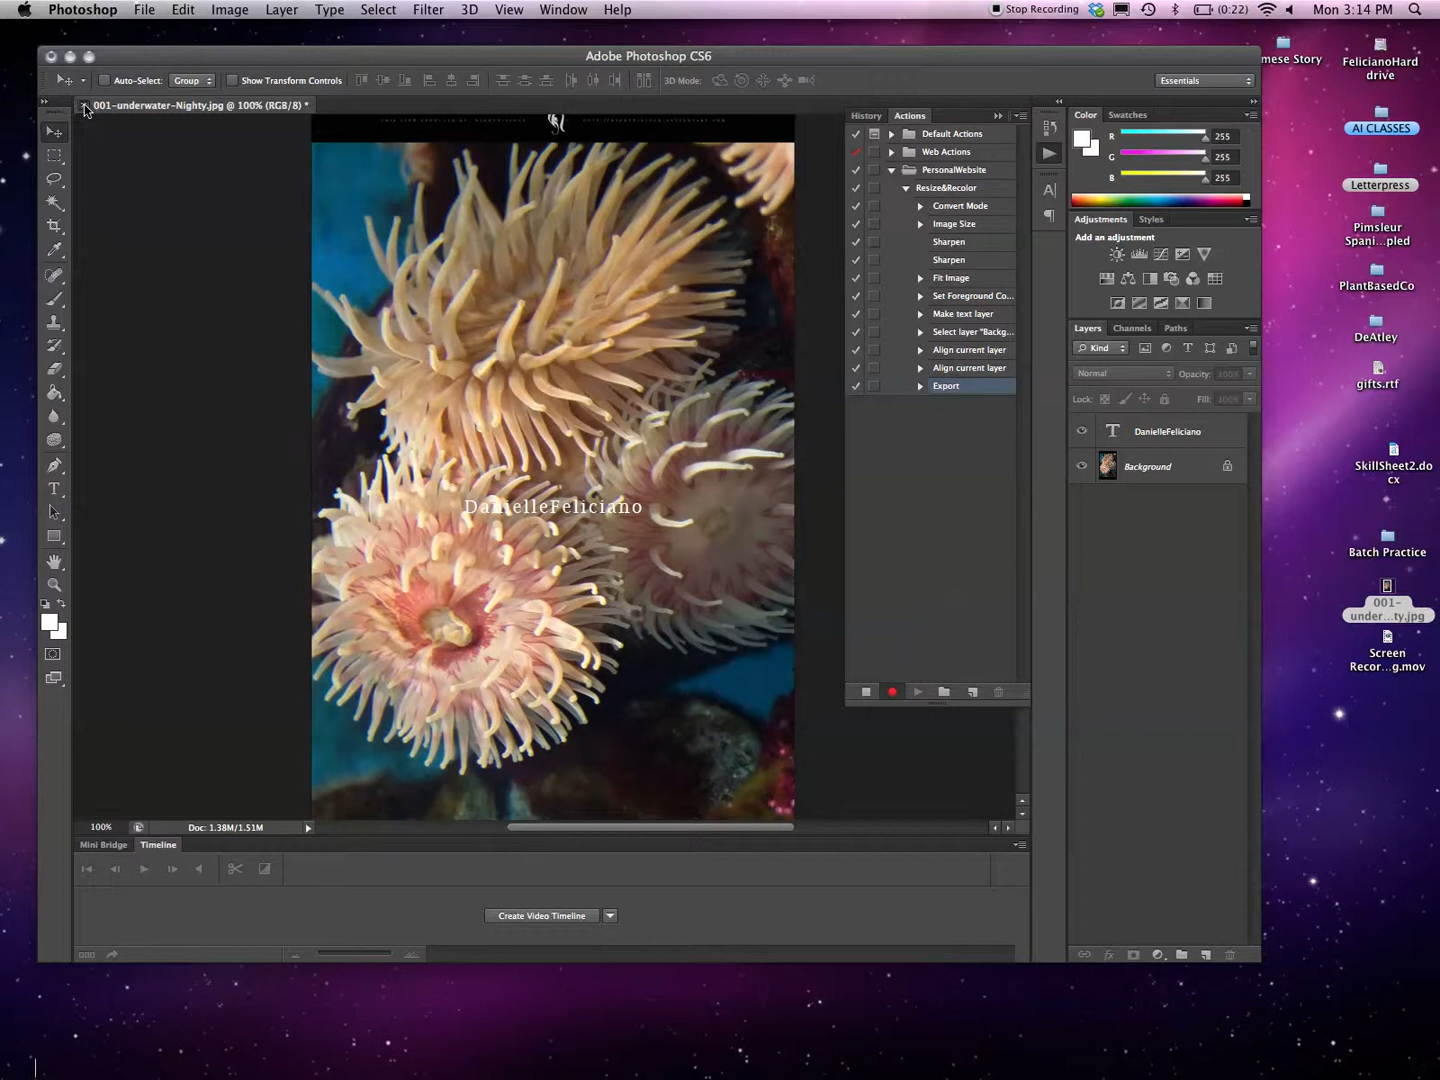 Photoshop File Edit Image Layer Type Select Filter 3D View Window Help Stop Recording (0:22) Mon 3:14 PM
Adobe Photoshop CS6
Auto-Select: Group Show Transform Controls 3D Mode: Essentials
001-underwater-Nighty.jpg @ 100% (RGB/8) *
History Actions
Default Actions
Web Actions
PersonalWebsite
Resize&Recolor
Convert Mode
Image Size
Sharpen
Sharpen
Fit Image
Set Foreground Co...
Make text layer
Select layer "Backg...
Align current layer
Align current layer
Export
Color Swatches
R 255
G 255
B 255
Adjustments Styles
Add an adjustment
Layers Channels Paths
Kind
Normal Opacity: 100%
Lock: Fill: 100%
DanielleFeliciano
Background
DanielleFeliciano
100% Doc: 1.38M/1.51M
Mini Bridge Timeline
Create Video Timeline
mese Story
FelicianoHard
drive
AI CLASSES
Letterpress
Pimsleur
Spani...pled
PlantBasedCo
DeAtley
gifts.rtf
SkillSheet2.do
cx
Batch Practice
001-
under...ty.jpg
Screen
Recor...g.mov